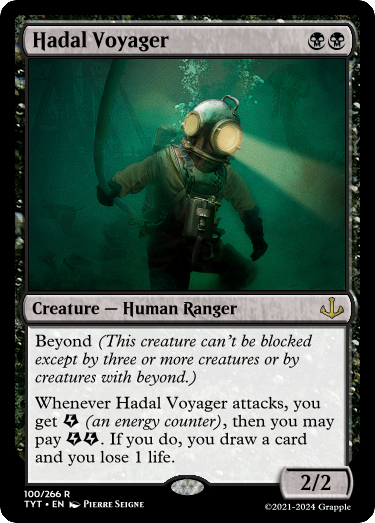 Hadal Voyager
Creature — Human Ranger
Beyond (This creature can't be blocked
except by three or more creatures or by
creatures with beyond.)
Whenever Hadal Voyager attacks, you
get (an energy counter), then you may
pay . If you do, you draw a card
and you lose 1 life.
2/2
100/266 R
TYT • EN Pierre Seigne
©2021-2024 Grapple